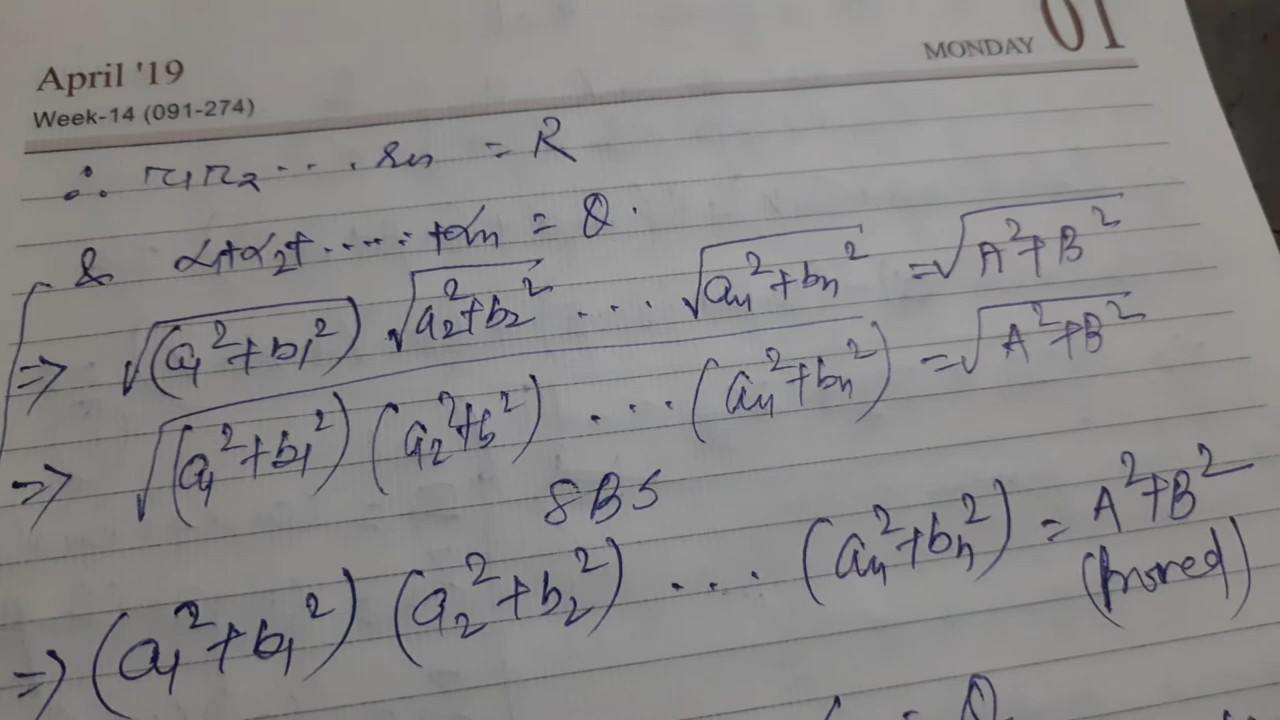 April '19
MONDAY 01
Week-14 (091-274)
∴ r₁r₂ ... rₙ = R
& α₁+α₂+.....+αₙ = θ.
=> √(a₁²+b₁²) √a₂²+b₂² ... √aₙ²+bₙ² = √A²+B²
=> √(a₁²+b₁²)(a₂²+b²) ... (aₙ²+bₙ²) = √A²+B²
SBS
=> (a₁²+b₁²)(a₂²+b₂²) ... (aₙ²+bₙ²) = A²+B²
(Proved)